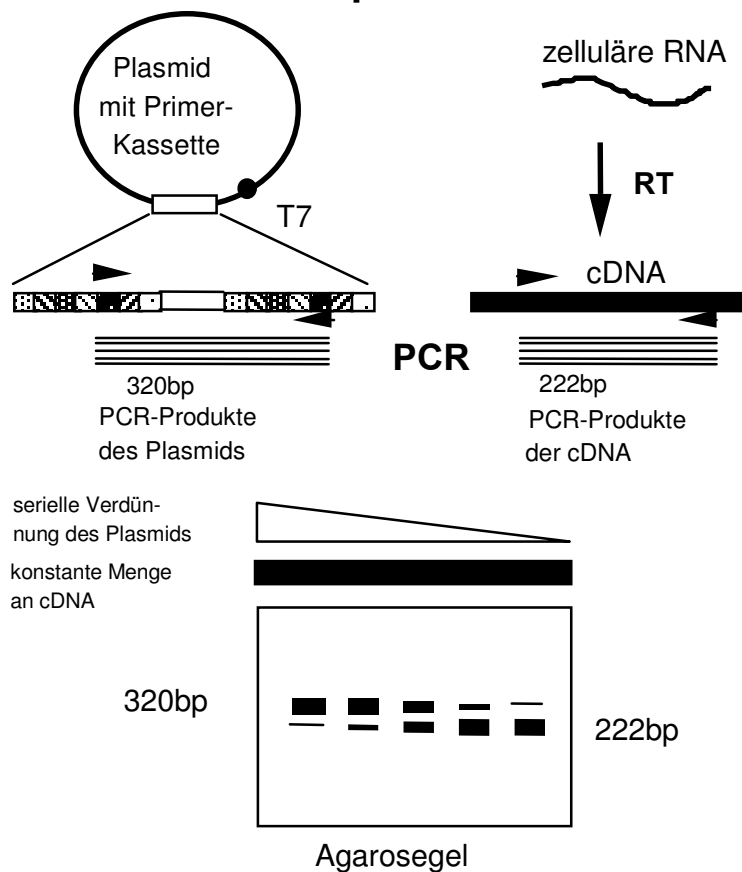 Plasmid
mit Primer-
Kassette
T7
zelluläre RNA
RT
cDNA
PCR
320bp
PCR-Produkte
des Plasmids
222bp
PCR-Produkte
der cDNA
serielle Verdün-
nung des Plasmids
konstante Menge
an cDNA
320bp
222bp
Agarosegel